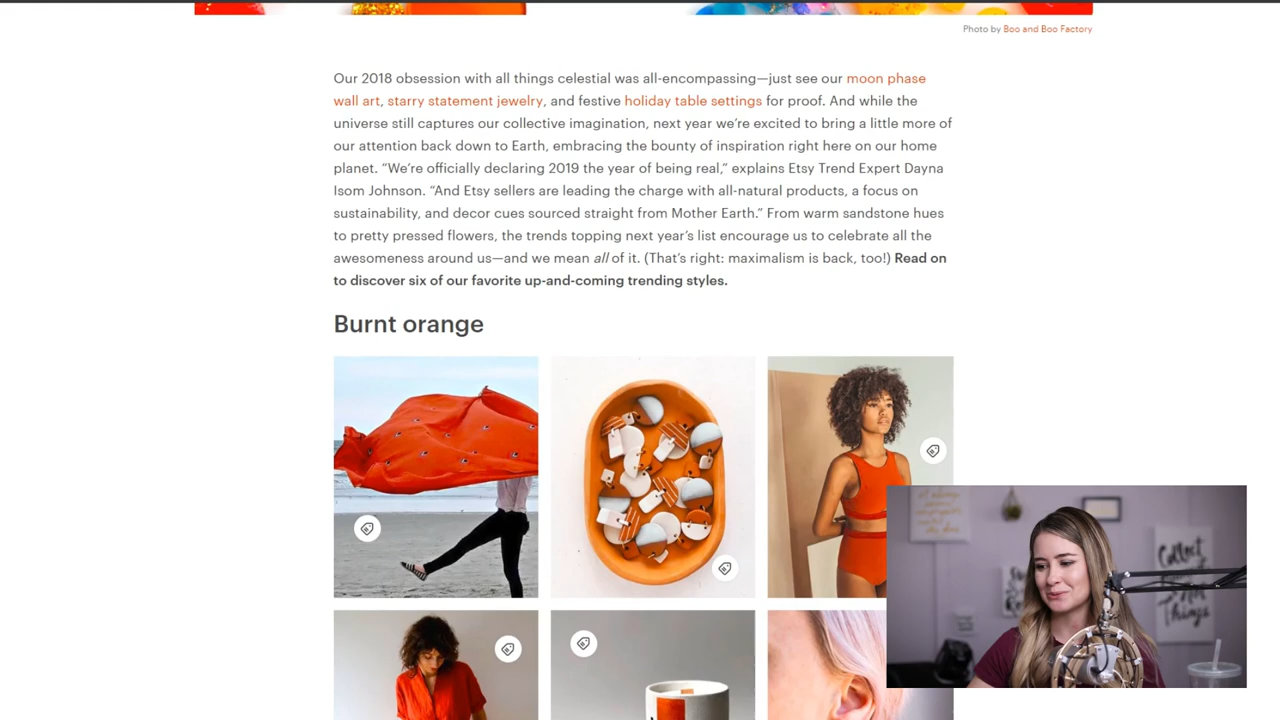 Photo by Boo and Boo Factory
Our 2018 obsession with all things celestial was all-encompassing—just see our moon phase
wall art, starry statement jewelry, and festive holiday table settings for proof. And while the
universe still captures our collective imagination, next year we’re excited to bring a little more of
our attention back down to Earth, embracing the bounty of inspiration right here on our home
planet. “We’re officially declaring 2019 the year of being real,” explains Etsy Trend Expert Dayna
Isom Johnson. “And Etsy sellers are leading the charge with all-natural products, a focus on
sustainability, and decor cues sourced straight from Mother Earth.” From warm sandstone hues
to pretty pressed flowers, the trends topping next year’s list encourage us to celebrate all the
awesomeness around us—and we mean all of it. (That’s right: maximalism is back, too!) Read on
to discover six of our favorite up-and-coming trending styles.
Burnt orange
Collect
Things